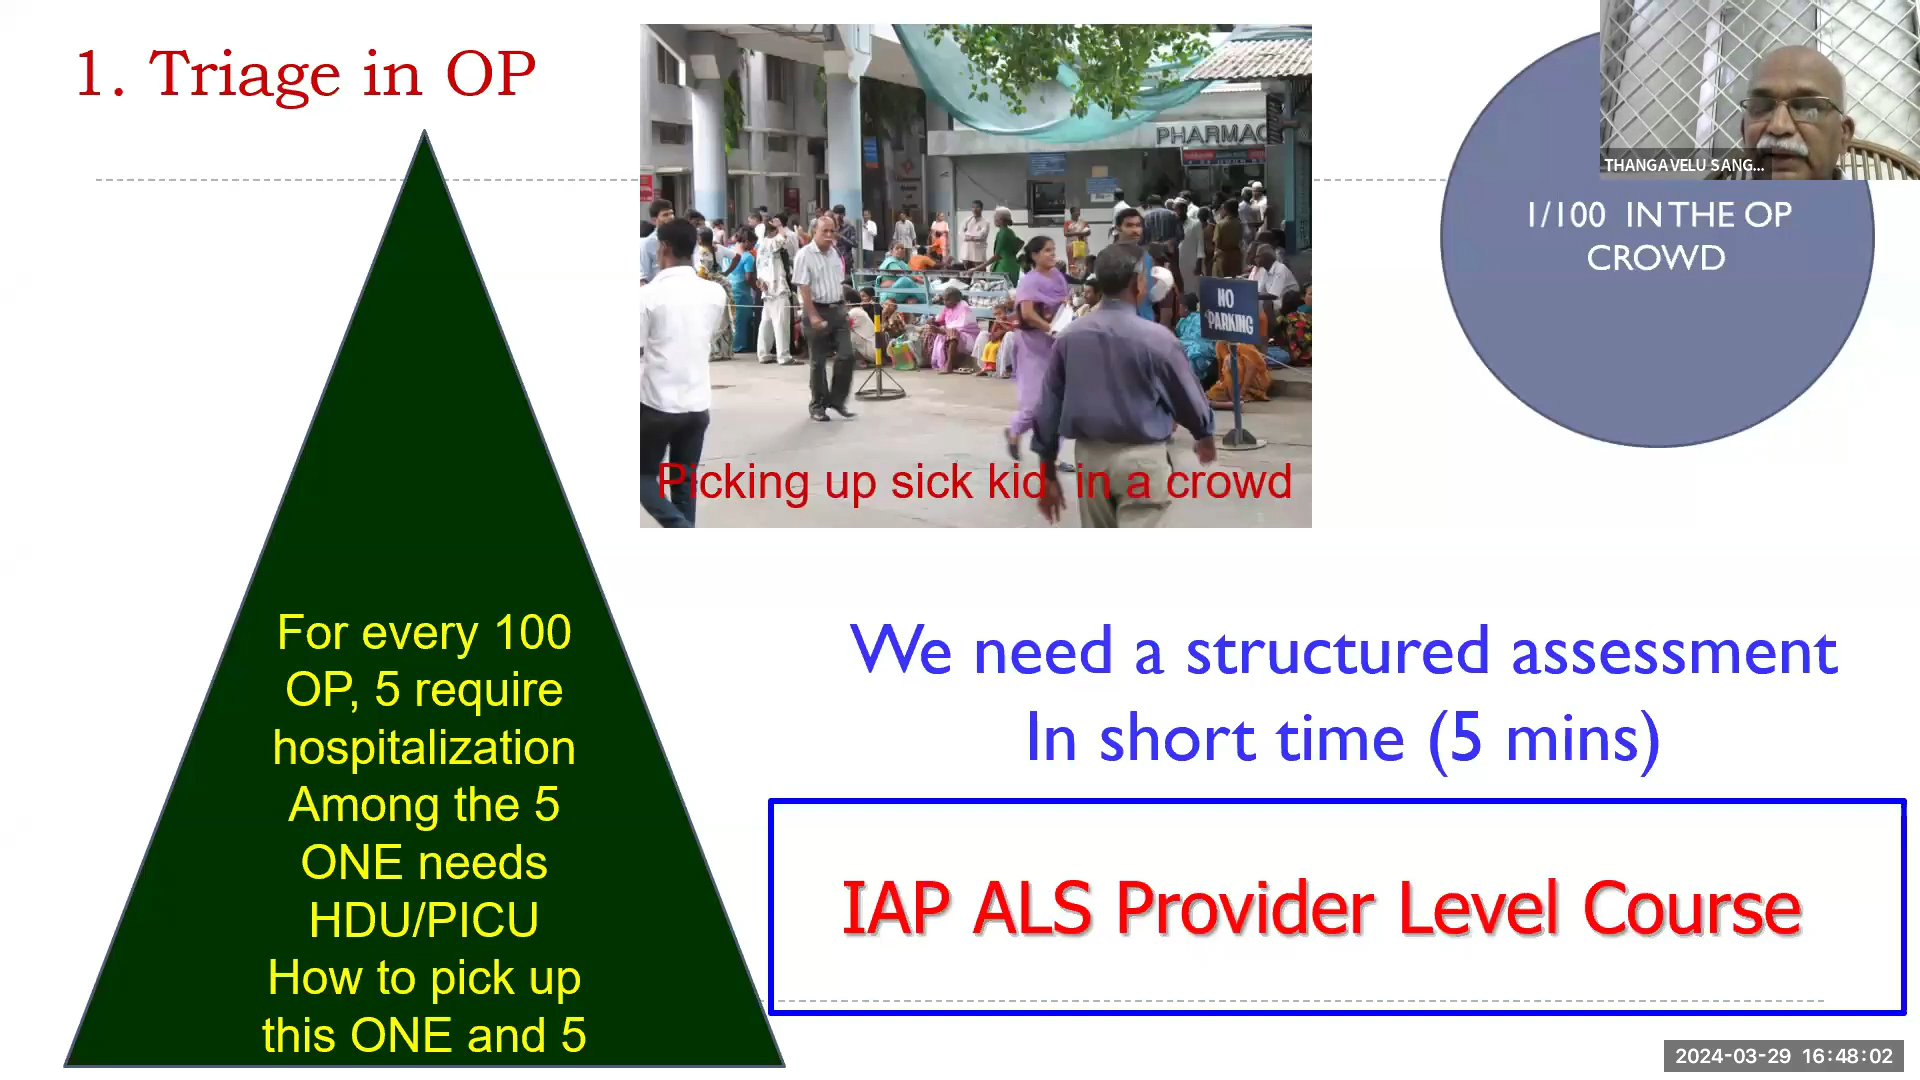 1. Triage in OP
PHARMAC
NO
PARKING
Picking up sick kid in a crowd
THANGAVELU SANG...
1/100 IN THE OP
CROWD
For every 100
OP, 5 require
hospitalization
Among the 5
ONE needs
HDU/PICU
How to pick up
this ONE and 5
We need a structured assessment
In short time (5 mins)
IAP ALS Provider Level Course
2024-03-29 16:48:02